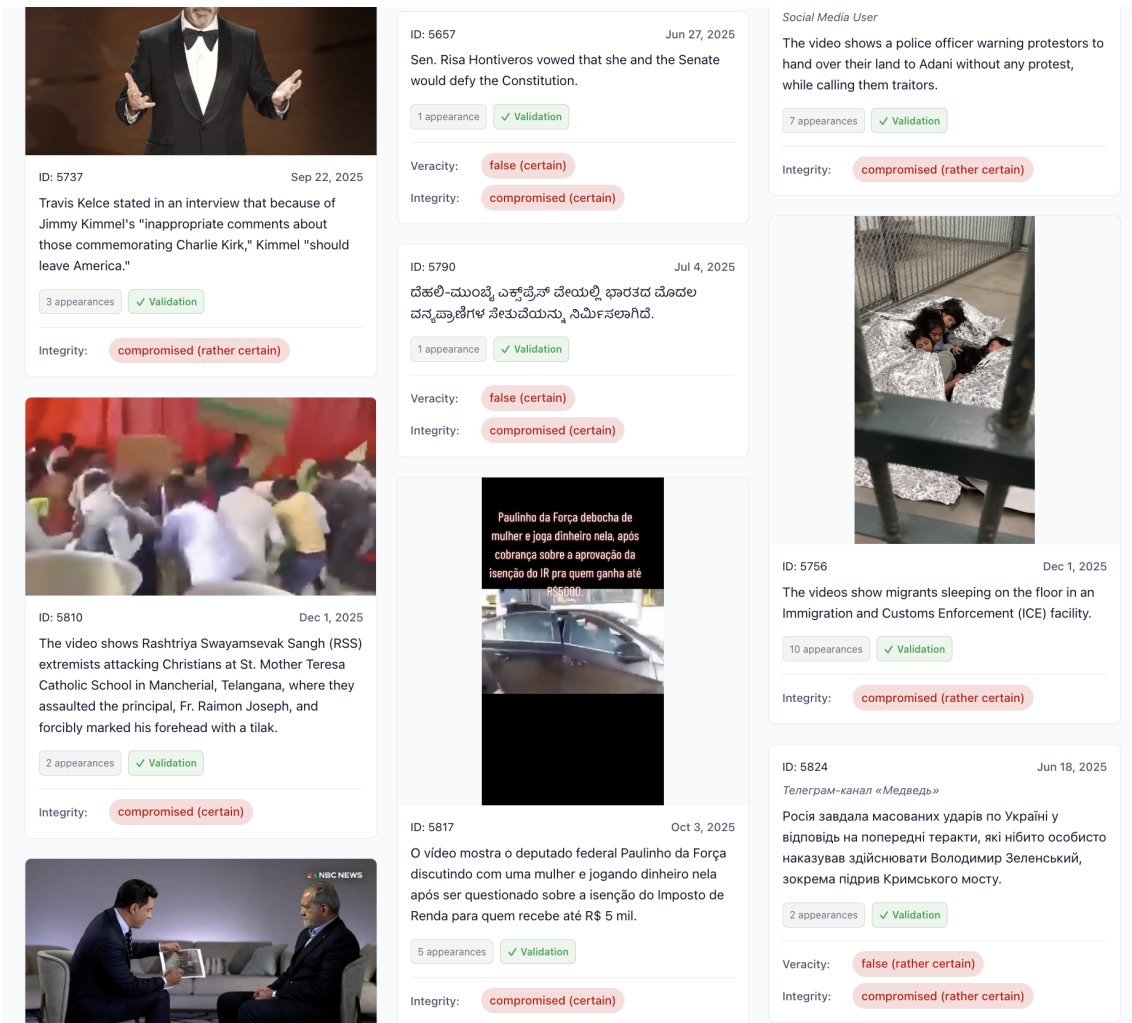 ID: 5737 Sep 22, 2025
Travis Kelce stated in an interview that because of
Jimmy Kimmel's "inappropriate comments about
those commemorating Charlie Kirk," Kimmel "should
leave America."
3 appearances ✓ Validation
Integrity: compromised (rather certain)
ID: 5810 Dec 1, 2025
The video shows Rashtriya Swayamsevak Sangh (RSS)
extremists attacking Christians at St. Mother Teresa
Catholic School in Mancherial, Telangana, where they
assaulted the principal, Fr. Raimon Joseph, and
forcibly marked his forehead with a tilak.
2 appearances ✓ Validation
Integrity: compromised (certain)
NBC NEWS
ID: 5657 Jun 27, 2025
Sen. Risa Hontiveros vowed that she and the Senate
would defy the Constitution.
1 appearance ✓ Validation
Veracity: false (certain)
Integrity: compromised (certain)
ID: 5790 Jul 4, 2025
ದೆಹಲಿ-ಮುಂಬೈ ಎಕ್ಸ್‌ಪ್ರೆಸ್ ವೇಯಲ್ಲಿ ಭಾರತದ ಮೊದಲ
ವನ್ಯಪ್ರಾಣಿಗಳ ಸೇತುವೆಯನ್ನು ನಿರ್ಮಿಸಲಾಗಿದೆ.
1 appearance ✓ Validation
Veracity: false (certain)
Integrity: compromised (certain)
Paulinho da Força debocha de
mulher e joga dinheiro nela, após
cobrança sobre a aprovação da
isenção do IR pra quem ganha até
R$5000.
ID: 5817 Oct 3, 2025
O vídeo mostra o deputado federal Paulinho da Força
discutindo com uma mulher e jogando dinheiro nela
após ser questionado sobre a isenção do Imposto de
Renda para quem recebe até R$ 5 mil.
5 appearances ✓ Validation
Integrity: compromised (certain)
Social Media User
The video shows a police officer warning protestors to
hand over their land to Adani without any protest,
while calling them traitors.
7 appearances ✓ Validation
Integrity: compromised (rather certain)
ID: 5756 Dec 1, 2025
The videos show migrants sleeping on the floor in an
Immigration and Customs Enforcement (ICE) facility.
10 appearances ✓ Validation
Integrity: compromised (rather certain)
ID: 5824 Jun 18, 2025
Телеграм-канал «Медведь»
Росія завдала масованих ударів по Україні у
відповідь на попередні теракти, які нібито особисто
наказував здійснювати Володимир Зеленський,
зокрема підрив Кримського мосту.
2 appearances ✓ Validation
Veracity: false (rather certain)
Integrity: compromised (rather certain)